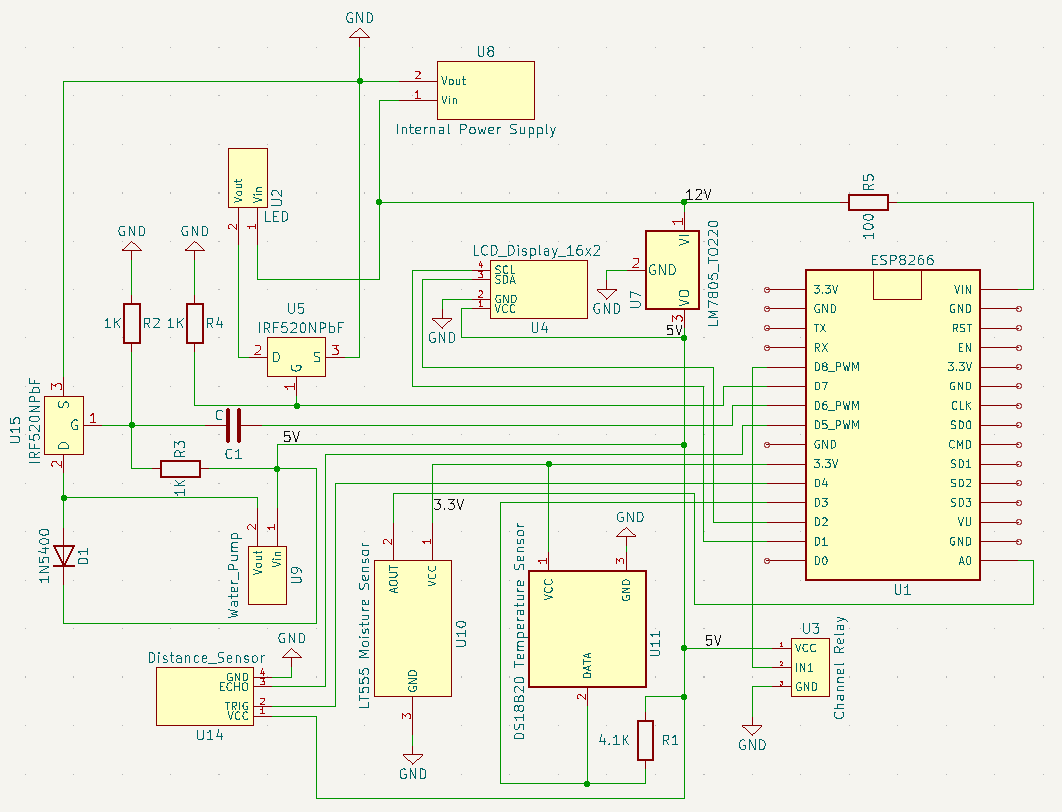 GND
U8
2 Vout
1 Vin
Internal Power Supply
Vout
Vin
U2
LED
2
1
12V
R5
100
GND
GND
1K
R2
1K
R4
U5
IRF520NPbF
2 D
S 3
G
1
LCD_Display_16x2
4 SCL
3 SDA
2 GND
1 VCC
U4
GND
GND
1
VI
2 GND
VO
3
U7
LM7805_TO220
5V
ESP8266
3.3V
GND
TX
RX
D8_PWM
D7
D6_PWM
D5_PWM
GND
3.3V
D4
D3
D2
D1
D0
VIN
GND
RST
EN
3.3V
GND
CLK
SD0
CMD
SD1
SD2
SD3
VU
GND
A0
U1
U15
IRF520NPbF
3
S
G 1
D
2
C
C1
R3
1K
5V
1N5400
D1
Water_Pump
2
1
Vout
Vin
U9
3.3V
LT555 Moisture Sensor
2
1
AOUT
VCC
GND
3
U10
GND
DS18B20 Temperature Sensor
1
3
VCC
GND
DATA
2
U11
GND
4.1K
R1
5V
U3
1 VCC
2 IN1
3 GND
Channel Relay
GND
Distance_Sensor
GND
GND 4
ECHO 3
TRIG 2
VCC 1
U14